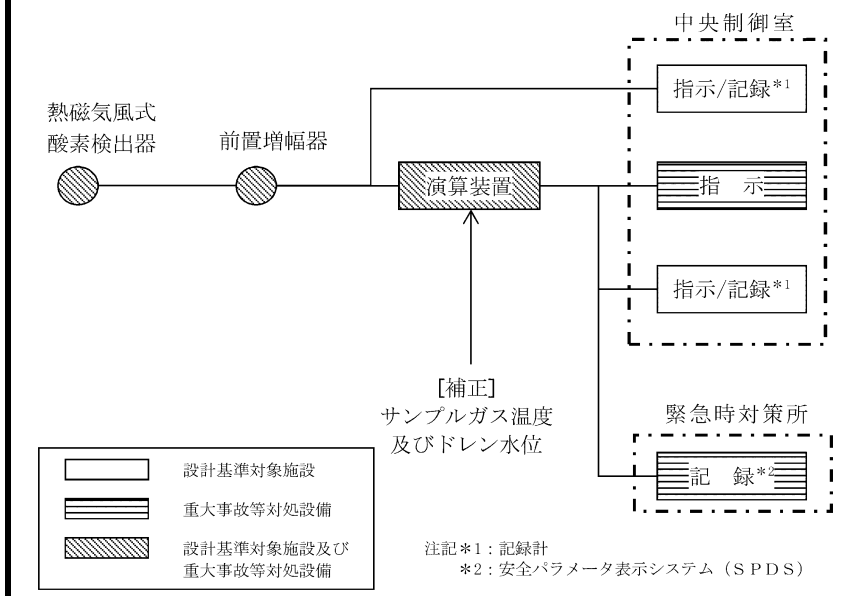 中央制御室
指示/記録*1
熱磁気風式
酸素検出器
前置増幅器
演算装置
指 示
指示/記録*1
[補正]
サンプルガス温度
及びドレン水位
緊急時対策所
記 録*2
設計基準対象施設
重大事故等対処設備
設計基準対象施設及び
重大事故等対処設備
注記*1:記録計
*2:安全パラメータ表示システム(SPDS)